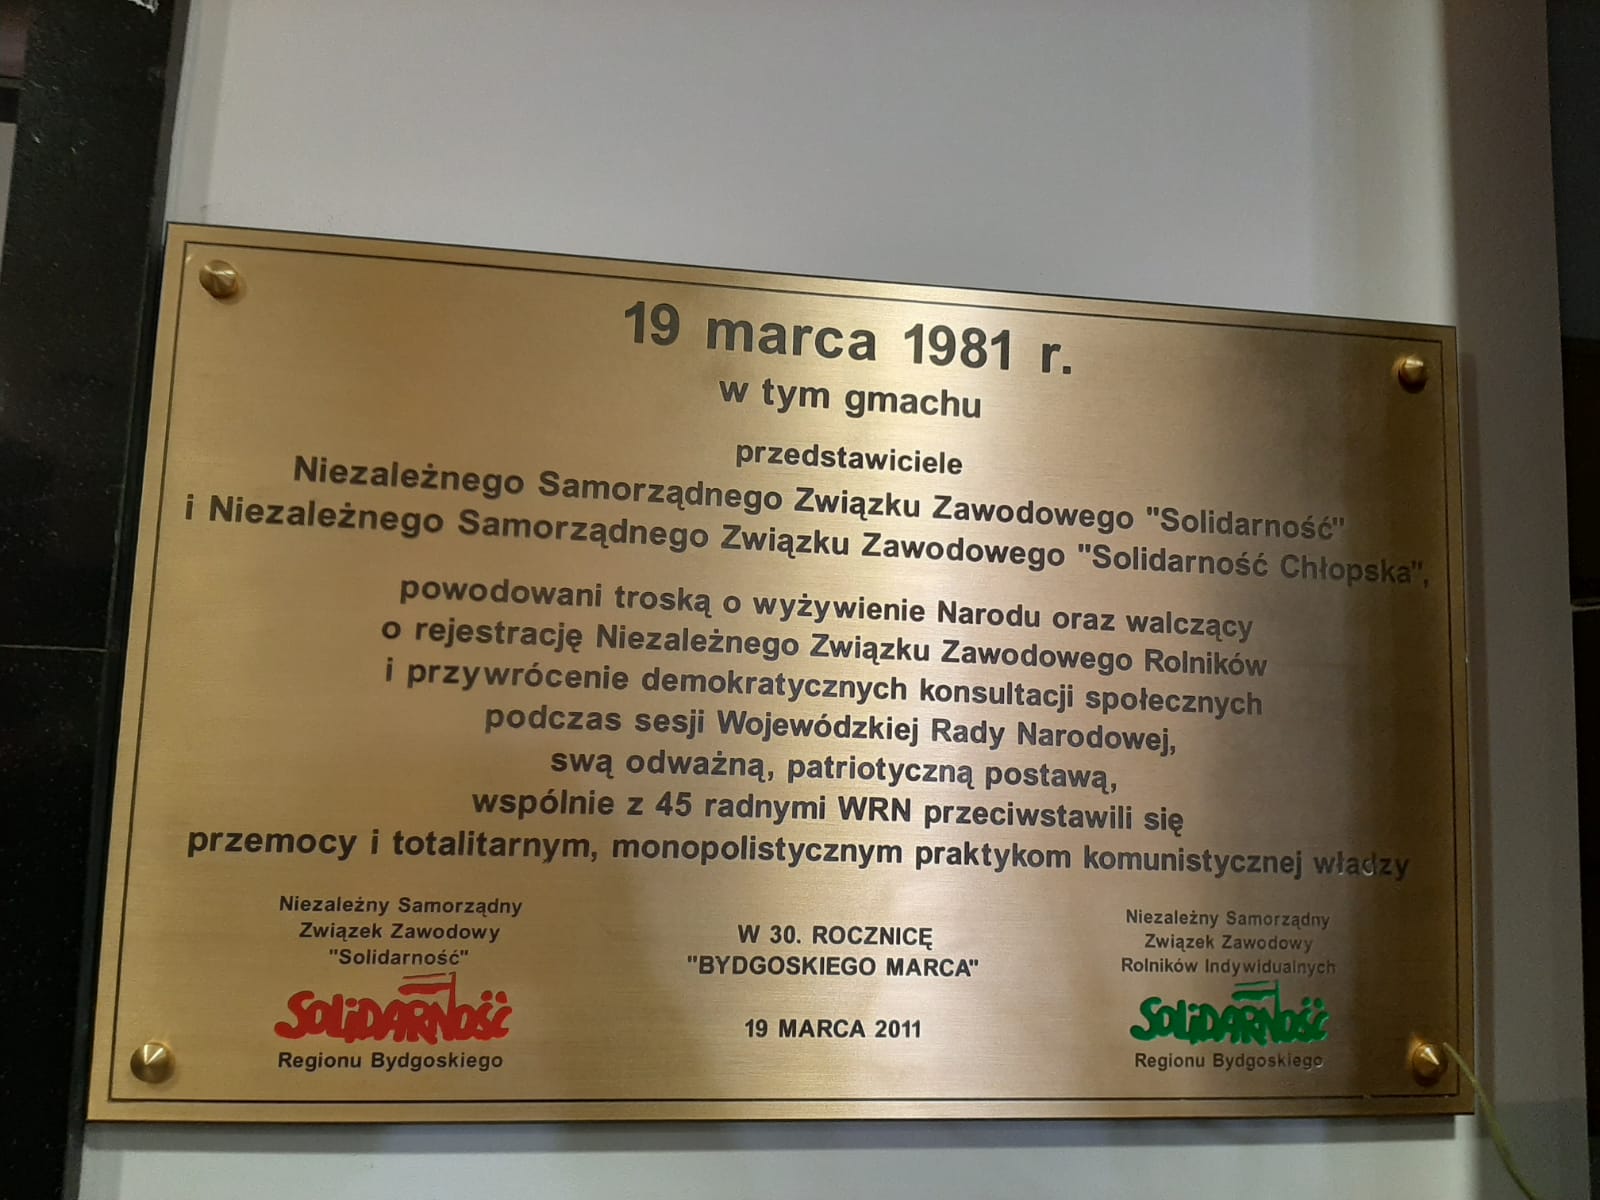 19 marca 1981 r.
w tym gmachu
przedstawiciele
Niezależnego Samorządnego Związku Zawodowego "Solidarność"
i Niezależnego Samorządnego Związku Zawodowego "Solidarność Chłopska",
powodowani troską o wyżywienie Narodu oraz walczący
o rejestrację Niezależnego Związku Zawodowego Rolników
i przywrócenie demokratycznych konsultacji społecznych
podczas sesji Wojewódzkiej Rady Narodowej,
swą odważną, patriotyczną postawą,
wspólnie z 45 radnymi WRN przeciwstawili się
przemocy i totalitarnym, monopolistycznym praktykom komunistycznej władzy
Niezależny Samorządny
Związek Zawodowy
"Solidarność"
SOLIDARNOŚĆ
Regionu Bydgoskiego
W 30. ROCZNICĘ
"BYDGOSKIEGO MARCA"
19 MARCA 2011
Niezależny Samorządny
Związek Zawodowy
Rolników Indywidualnych
SOLIDARNOŚĆ
Regionu Bydgoskiego